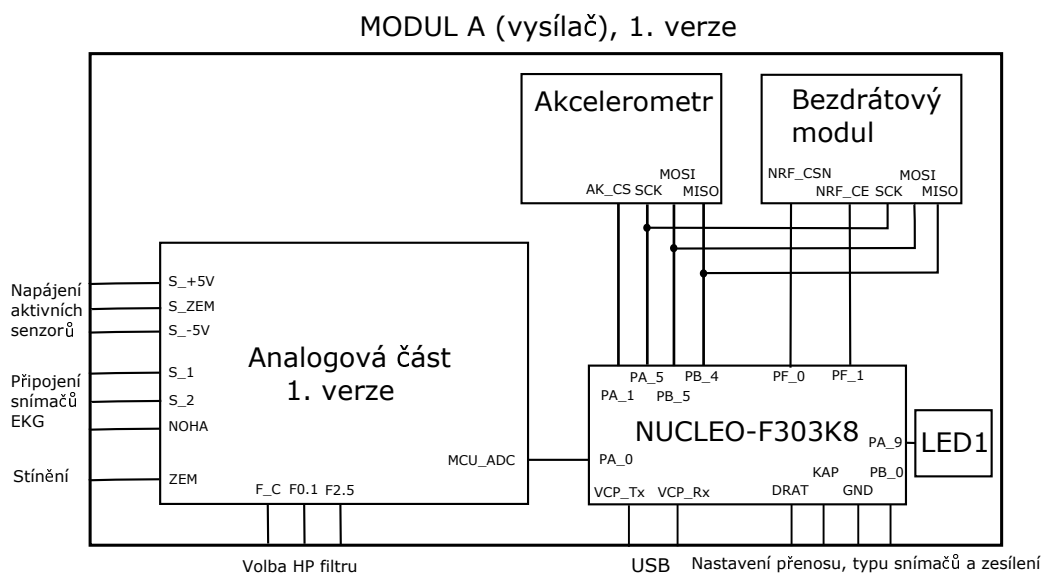 MODUL A (vysílač), 1. verze
Akcelerometr
MOSI
AK_CS SCK MISO
Bezdrátový
modul
NRF_CSN MOSI
NRF_CE SCK MISO
Napájení
aktivních
senzorů
S_+5V
S_ZEM
S_-5V
Připojení
snímačů
EKG
S_1
S_2
NOHA
Stínění
ZEM
Analogová část
1. verze
MCU_ADC
F_C F0.1 F2.5
Volba HP filtru
PA_5 PB_4 PF_0 PF_1
PA_1 PB_5
NUCLEO-F303K8
PA_9
LED1
PA_0
KAP PB_0
VCP_Tx VCP_Rx DRAT GND
USB
Nastavení přenosu, typu snímačů a zesílení